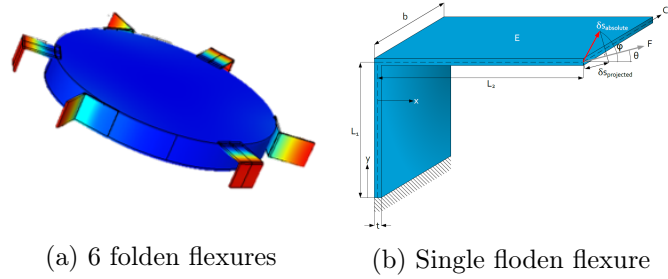 b
C
E
δsabsolute
F
φ
θ
δsprojected
L₂
x
L₁
y
t
(a) 6 folden flexures
(b) Single floden flexure